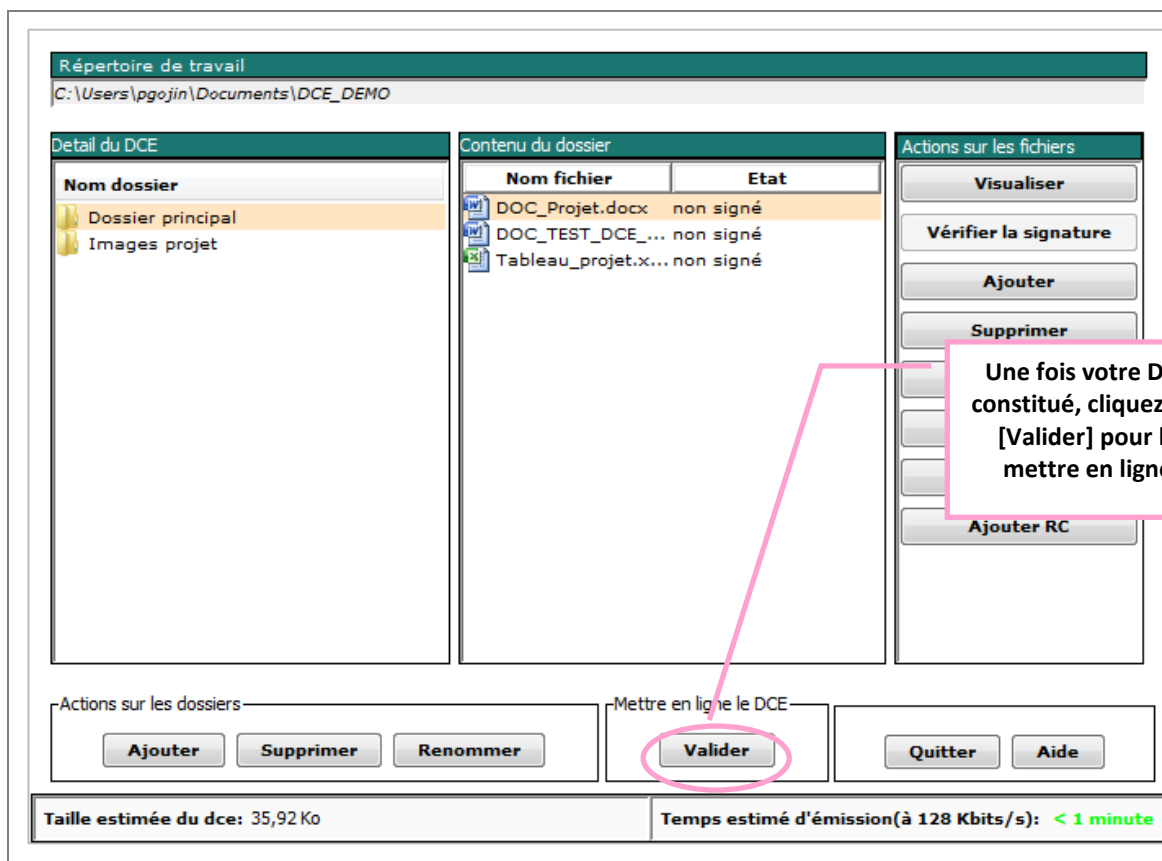 Répertoire de travail
C:\Users\pgojin\Documents\DCE_DEMO
Detail du DCE
Nom dossier
Dossier principal
Images projet
Contenu du dossier
Nom fichier Etat
DOC_Projet.docx non signé
DOC_TEST_DCE_... non signé
Tableau_projet.x... non signé
Actions sur les fichiers
Visualiser
Vérifier la signature
Ajouter
Supprimer
Une fois votre D
constitué, cliquez
[Valider] pour l
mettre en ligne
Ajouter RC
Actions sur les dossiers
Ajouter Supprimer Renommer
Mettre en ligne le DCE
Valider
Quitter Aide
Taille estimée du dce: 35,92 Ko
Temps estimé d'émission(à 128 Kbits/s): < 1 minute